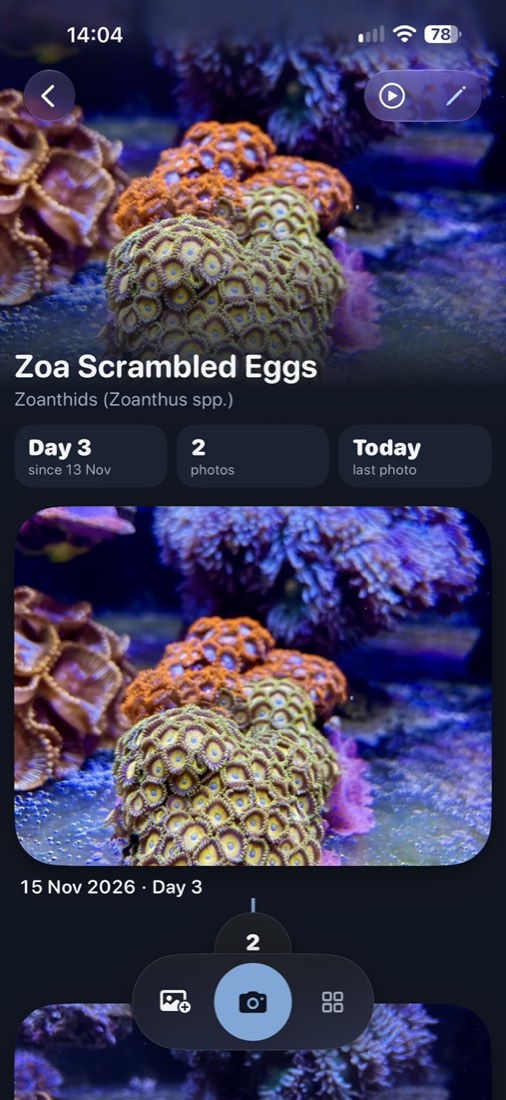 14:04
78
Zoa Scrambled Eggs
Zoanthids (Zoanthus spp.)
Day 3
since 13 Nov
2
photos
Today
last photo
15 Nov 2026 · Day 3
2